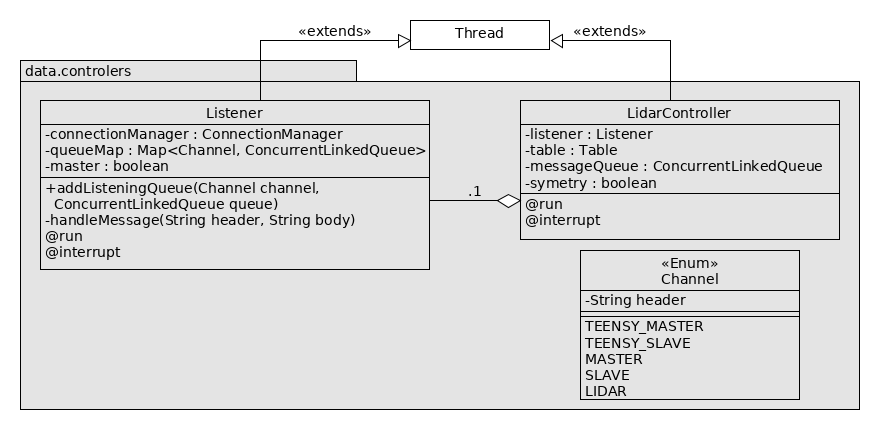 «extends»
Thread
«extends»
data.controlers
Listener
-connectionManager : ConnectionManager
-queueMap : Map<Channel, ConcurrentLinkedQueue>
-master : boolean
+addListeningQueue(Channel channel,
ConcurrentLinkedQueue queue)
-handleMessage(String header, String body)
@run
@interrupt
.1
LidarController
-listener : Listener
-table : Table
-messageQueue : ConcurrentLinkedQueue
-symetry : boolean
@run
@interrupt
«Enum»
Channel
-String header
TEENSY_MASTER
TEENSY_SLAVE
MASTER
SLAVE
LIDAR